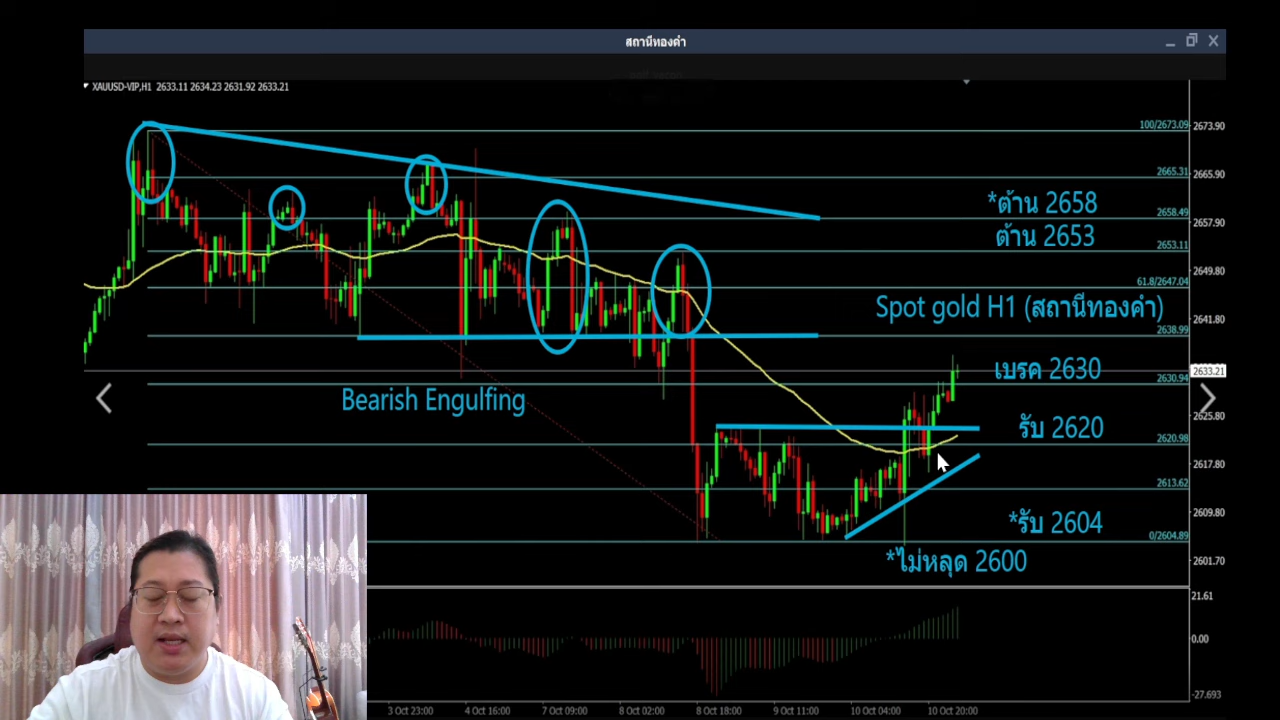 สถานีทองคำ
XAUUSD-VIP,H1 2633.11 2634.23 2631.92 2633.21
100/2673.09
2673.90
2665.31
2665.90
*ต้าน 2658
2658.49
2657.90
ต้าน 2653
2653.11
2649.80
61.8/2647.04
Spot gold H1 (สถานีทองคำ)
2641.80
2638.99
เบรค 2630
2633.21
2630.94
Bearish Engulfing
2625.80
รับ 2620
2620.98
2617.80
2613.62
2609.80
*รับ 2604
0/2604.89
*ไม่หลุด 2600
2601.70
21.61
0.00
-27.693
3 Oct 23:00 4 Oct 16:00 7 Oct 09:00 8 Oct 02:00 8 Oct 18:00 9 Oct 11:00 10 Oct 04:00 10 Oct 20:00